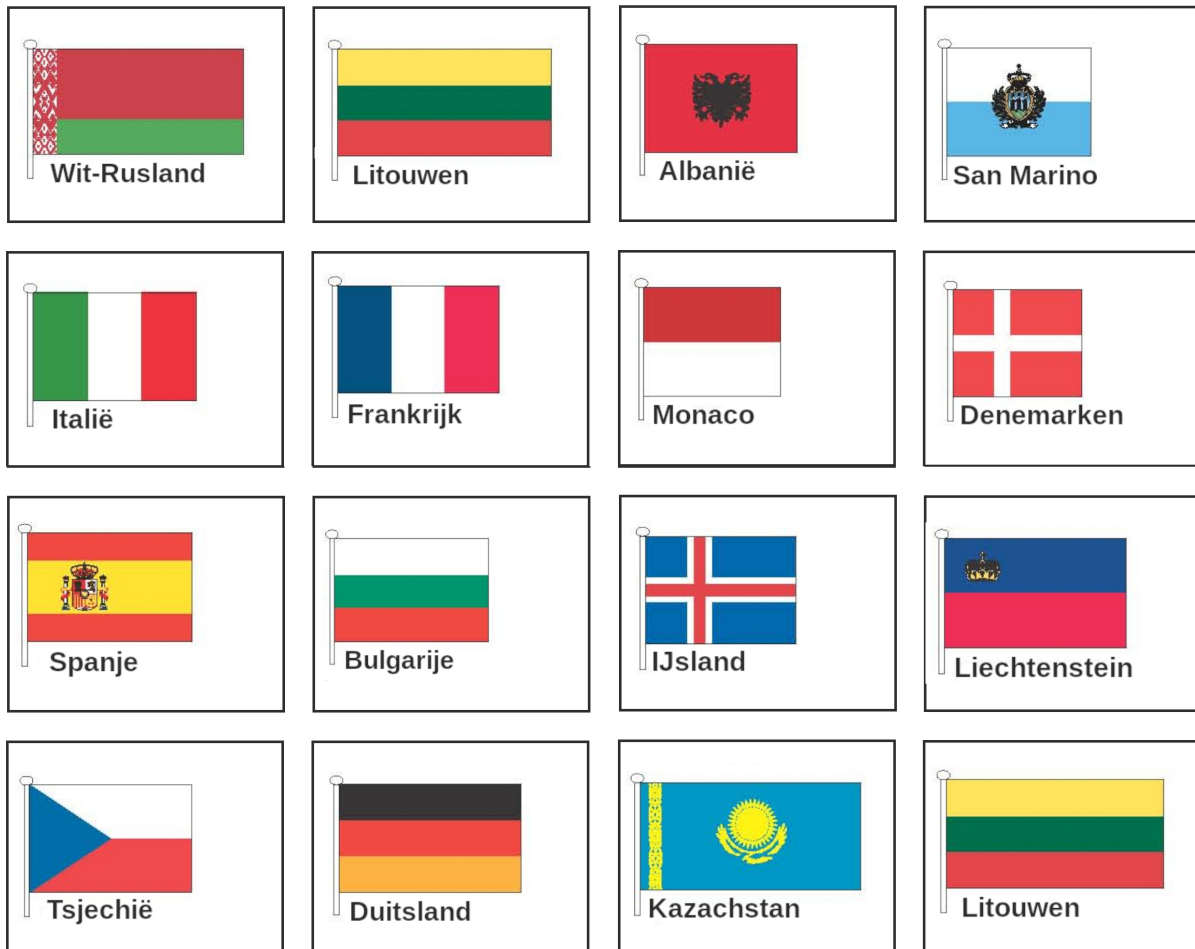 Wit-Rusland
Litouwen
Albanië
San Marino
Italië
Frankrijk
Monaco
Denemarken
Spanje
Bulgarije
IJsland
Liechtenstein
Tsjechië
Duitsland
Kazachstan
Litouwen